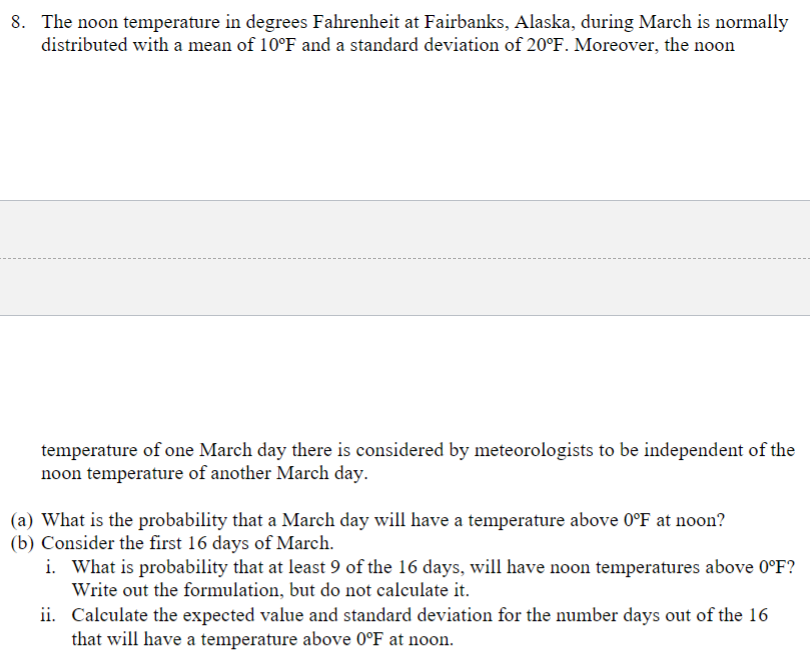 8. The noon temperature in degrees Fahrenheit at Fairbanks, Alaska, during March is normally
distributed with a mean of 10ºF and a standard deviation of 20ºF. Moreover, the noon
temperature of one March day there is considered by meteorologists to be independent of the
noon temperature of another March day.
(a) What is the probability that a March day will have a temperature above 0ºF at noon?
(b) Consider the first 16 days of March.
i. What is probability that at least 9 of the 16 days, will have noon temperatures above 0ºF?
Write out the formulation, but do not calculate it.
ii. Calculate the expected value and standard deviation for the number days out of the 16
that will have a temperature above 0ºF at noon.